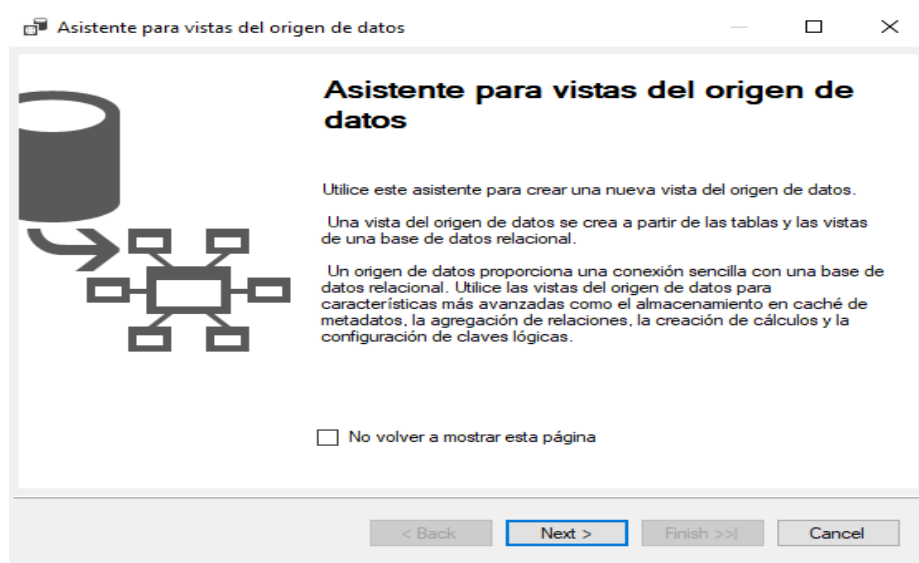 Asistente para vistas del origen de datos
Asistente para vistas del origen de
datos
Utilice este asistente para crear una nueva vista del origen de datos.
Una vista del origen de datos se crea a partir de las tablas y las vistas
de una base de datos relacional.
Un origen de datos proporciona una conexión sencilla con una base de
datos relacional. Utilice las vistas del origen de datos para
características más avanzadas como el almacenamiento en caché de
metadatos, la agregación de relaciones, la creación de cálculos y la
configuración de claves lógicas.
No volver a mostrar esta página
< Back Next > Finish >>| Cancel